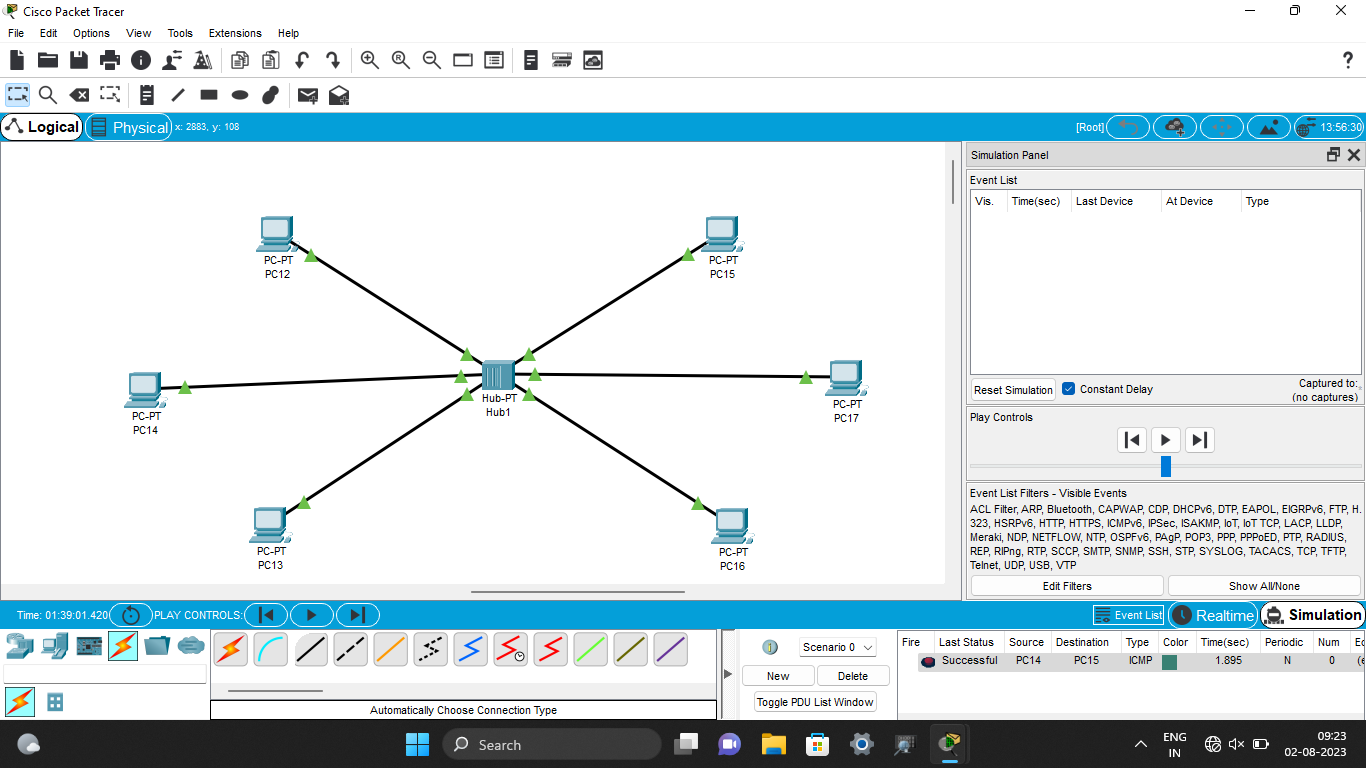 Cisco Packet Tracer
File Edit Options View Tools Extensions Help
Logical Physical x: 2883, y: 108 [Root] 13:56:30
Simulation Panel
Event List
Vis. Time(sec) Last Device At Device Type
PC-PT
PC12
PC-PT
PC15
PC-PT
PC14
Hub-PT
Hub1
PC-PT
PC17
PC-PT
PC13
PC-PT
PC16
Reset Simulation Constant Delay Captured to:
(no captures)
Play Controls
Event List Filters - Visible Events
ACL Filter, ARP, Bluetooth, CAPWAP, CDP, DHCPv6, DTP, EAPOL, EIGRPv6, FTP, H.
323, HSRPv6, HTTP, HTTPS, ICMPv6, IPSec, ISAKMP, IoT, IoT TCP, LACP, LLDP,
Meraki, NDP, NETFLOW, NTP, OSPFv6, PAgP, POP3, PPP, PPPoED, PTP, RADIUS,
REP, RIPng, RTP, SCCP, SMTP, SNMP, SSH, STP, SYSLOG, TACACS, TCP, TFTP,
Telnet, UDP, USB, VTP
Edit Filters Show All/None
Time: 01:39:01.420 PLAY CONTROLS: Event List Realtime Simulation
Scenario 0
New Delete
Toggle PDU List Window
Fire Last Status Source Destination Type Color Time(sec) Periodic Num
Successful PC14 PC15 ICMP 1.895 N 0 (e
Automatically Choose Connection Type
Search
ENG
IN
09:23
02-08-2023